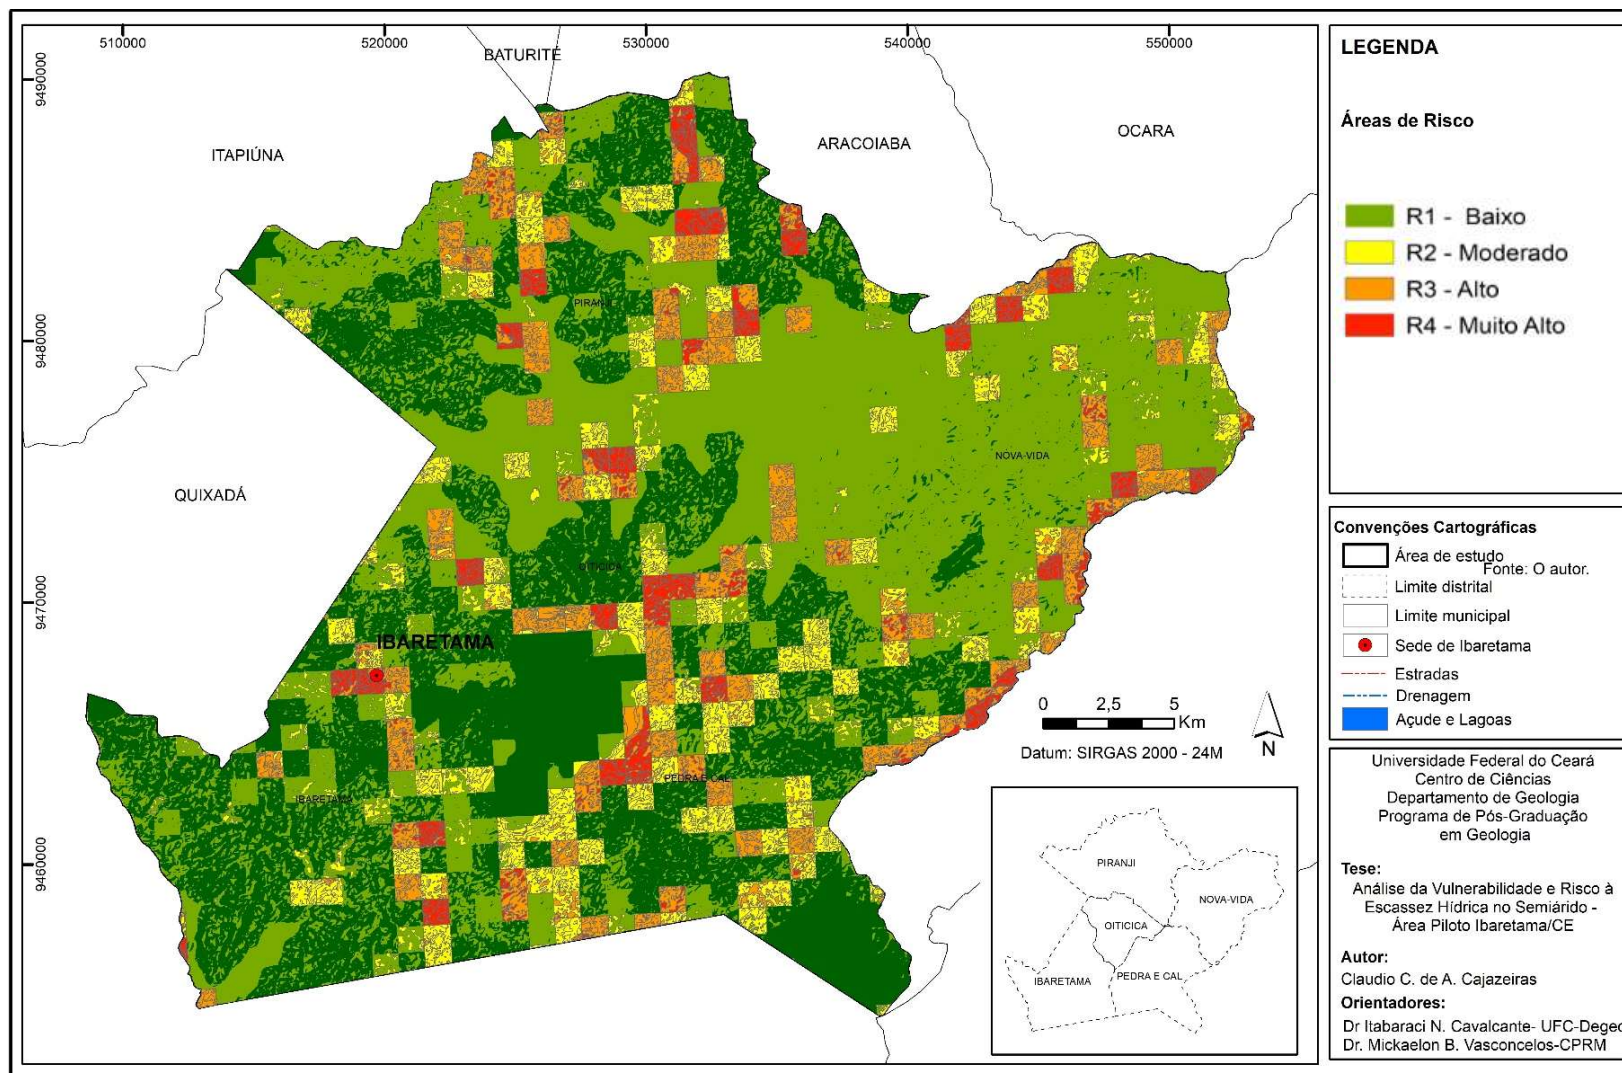 510000
520000
530000
540000
550000
9490000
9480000
9470000
9460000
BATURITÉ
ITAPIÚNA
ARACOIABA
OCARA
QUIXADÁ
PIRANJI
NOVA-VIDA
OITICICA
IBARETAMA
IBARETAMA
PEDRA E CAL
0 2,5 5
Km
Datum: SIRGAS 2000 - 24M
N
PIRANJI
NOVA-VIDA
OITICICA
IBARETAMA
PEDRA E CAL
LEGENDA
Áreas de Risco
R1 - Baixo
R2 - Moderado
R3 - Alto
R4 - Muito Alto
Convenções Cartográficas
Área de estudo
Fonte: O autor.
Limite distrital
Limite municipal
Sede de Ibaretama
Estradas
Drenagem
Açude e Lagoas
Universidade Federal do Ceará
Centro de Ciências
Departamento de Geologia
Programa de Pós-Graduação
em Geologia
Tese:
Análise da Vulnerabilidade e Risco à
Escassez Hídrica no Semiárido -
Área Piloto Ibaretama/CE
Autor:
Claudio C. de A. Cajazeiras
Orientadores:
Dr Itabaraci N. Cavalcante- UFC-Degeo
Dr. Mickaelon B. Vasconcelos-CPRM